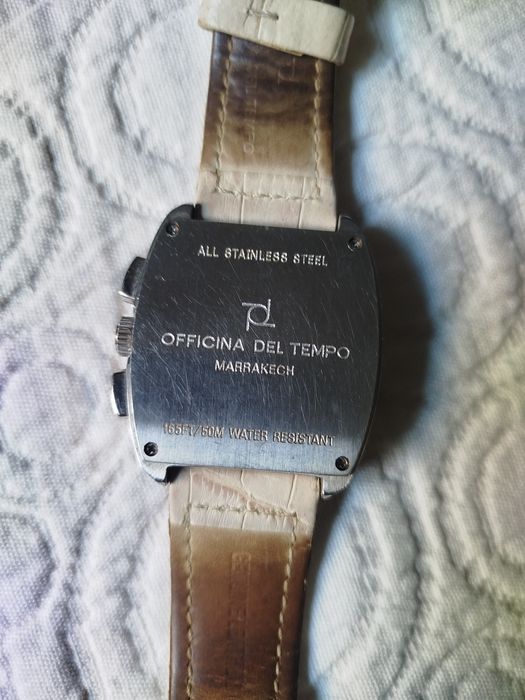 ALL STAINLESS STEEL
OFFICINA DEL TEMPO
MARRAKECH
165FT/50M WATER RESISTANT